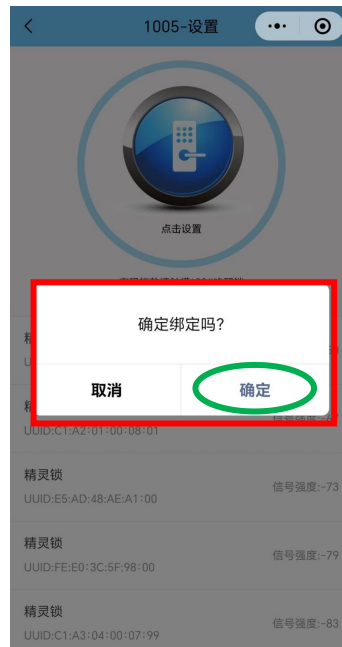 1005-设置
点击设置
确定绑定吗?
取消 确定
UUID:C1:A2:01:00:08:01
精灵锁
UUID:E5:AD:48:AE:A1:00
信号强度:-73
精灵锁
UUID:FE:E0:3C:5F:98:00
信号强度:-79
精灵锁
UUID:C1:A3:04:00:07:99
信号强度:-83